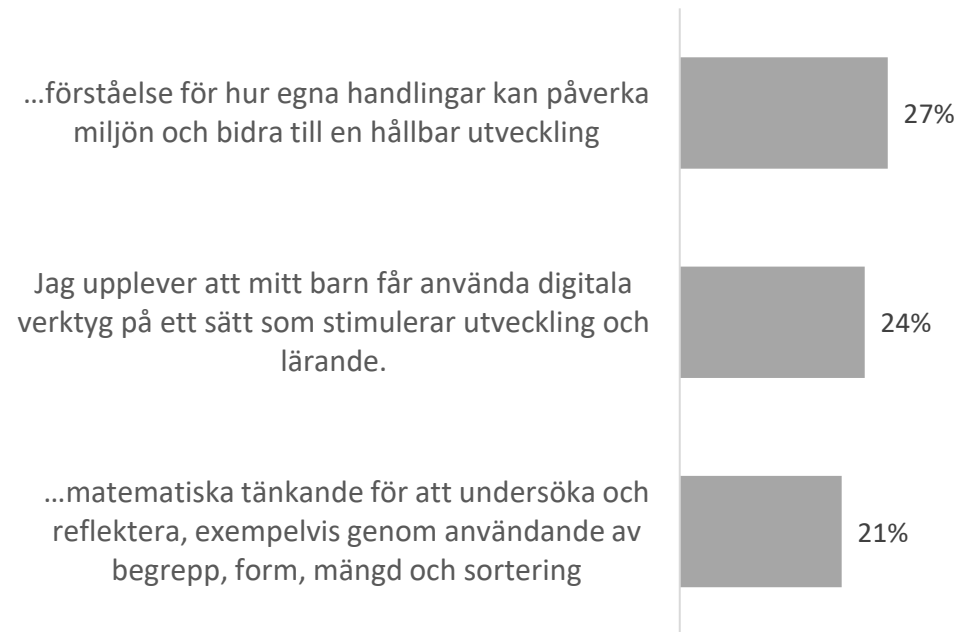 ...förståelse för hur egna handlingar kan påverka
miljön och bidra till en hållbar utveckling
27%
Jag upplever att mitt barn får använda digitala
verktyg på ett sätt som stimulerar utveckling och
lärande.
24%
...matematiska tänkande för att undersöka och
reflektera, exempelvis genom användande av
begrepp, form, mängd och sortering
21%